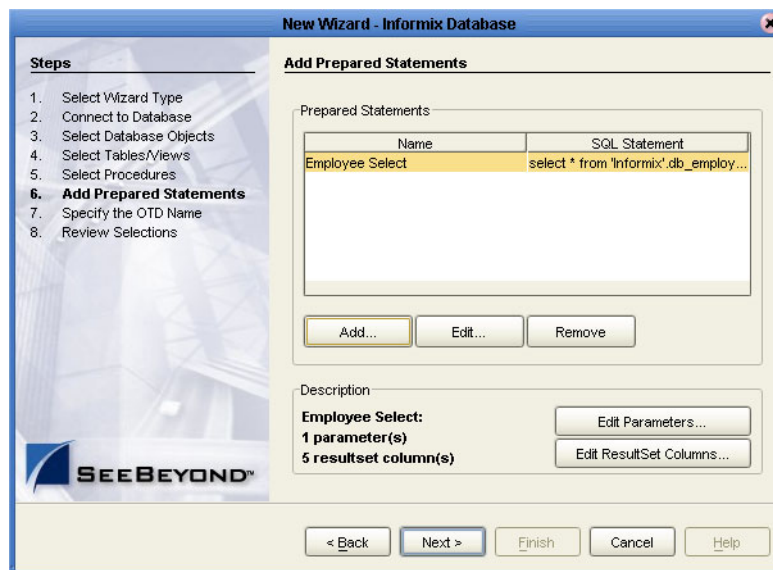 New Wizard - Informix Database
Steps
1. Select Wizard Type
2. Connect to Database
3. Select Database Objects
4. Select Tables/Views
5. Select Procedures
6. Add Prepared Statements
7. Specify the OTD Name
8. Review Selections
SEEBEYOND™
Add Prepared Statements
Prepared Statements
Name SQL Statement
Employee Select select * from 'Informix'.db_employ...
Add... Edit... Remove
Description
Employee Select:
1 parameter(s)
5 resultset column(s)
Edit Parameters...
Edit ResultSet Columns...
< Back Next > Finish Cancel Help